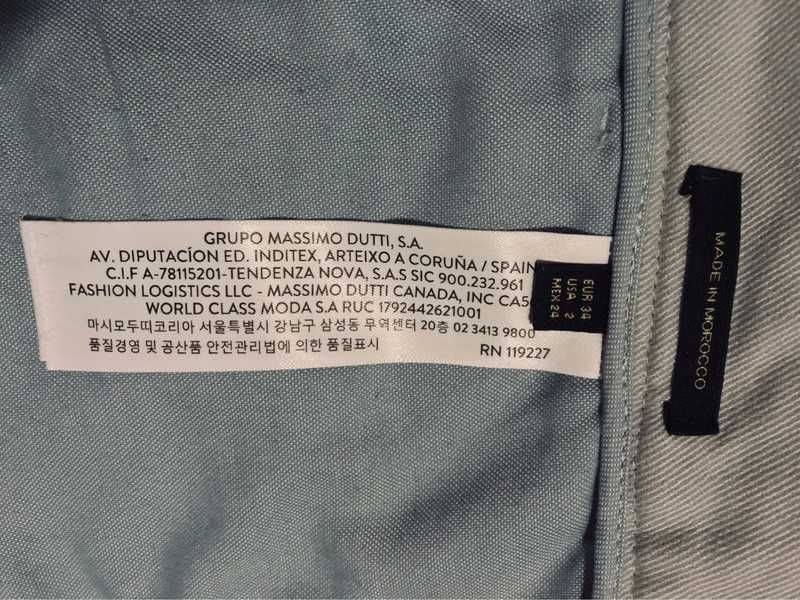 GRUPO MASSIMO DUTTI, S.A.
AV. DIPUTACÍON ED. INDITEX, ARTEIXO A CORUÑA / SPAIN
C.I.F A-78115201-TENDENZA NOVA, S.A.S SIC 900.232.961
FASHION LOGISTICS LLC - MASSIMO DUTTI CANADA, INC
WORLD CLASS MODA S.A RUC 1792442621001
마시모두띠코리아 서울특별시 강남구 삼성동 무역센터 20층 02 3413 9800
품질경영 및 공산품 안전관리법에 의한 품질표시
RN 119227
EUR 34
USA 2
MEX 24
MADE IN MOROCCO